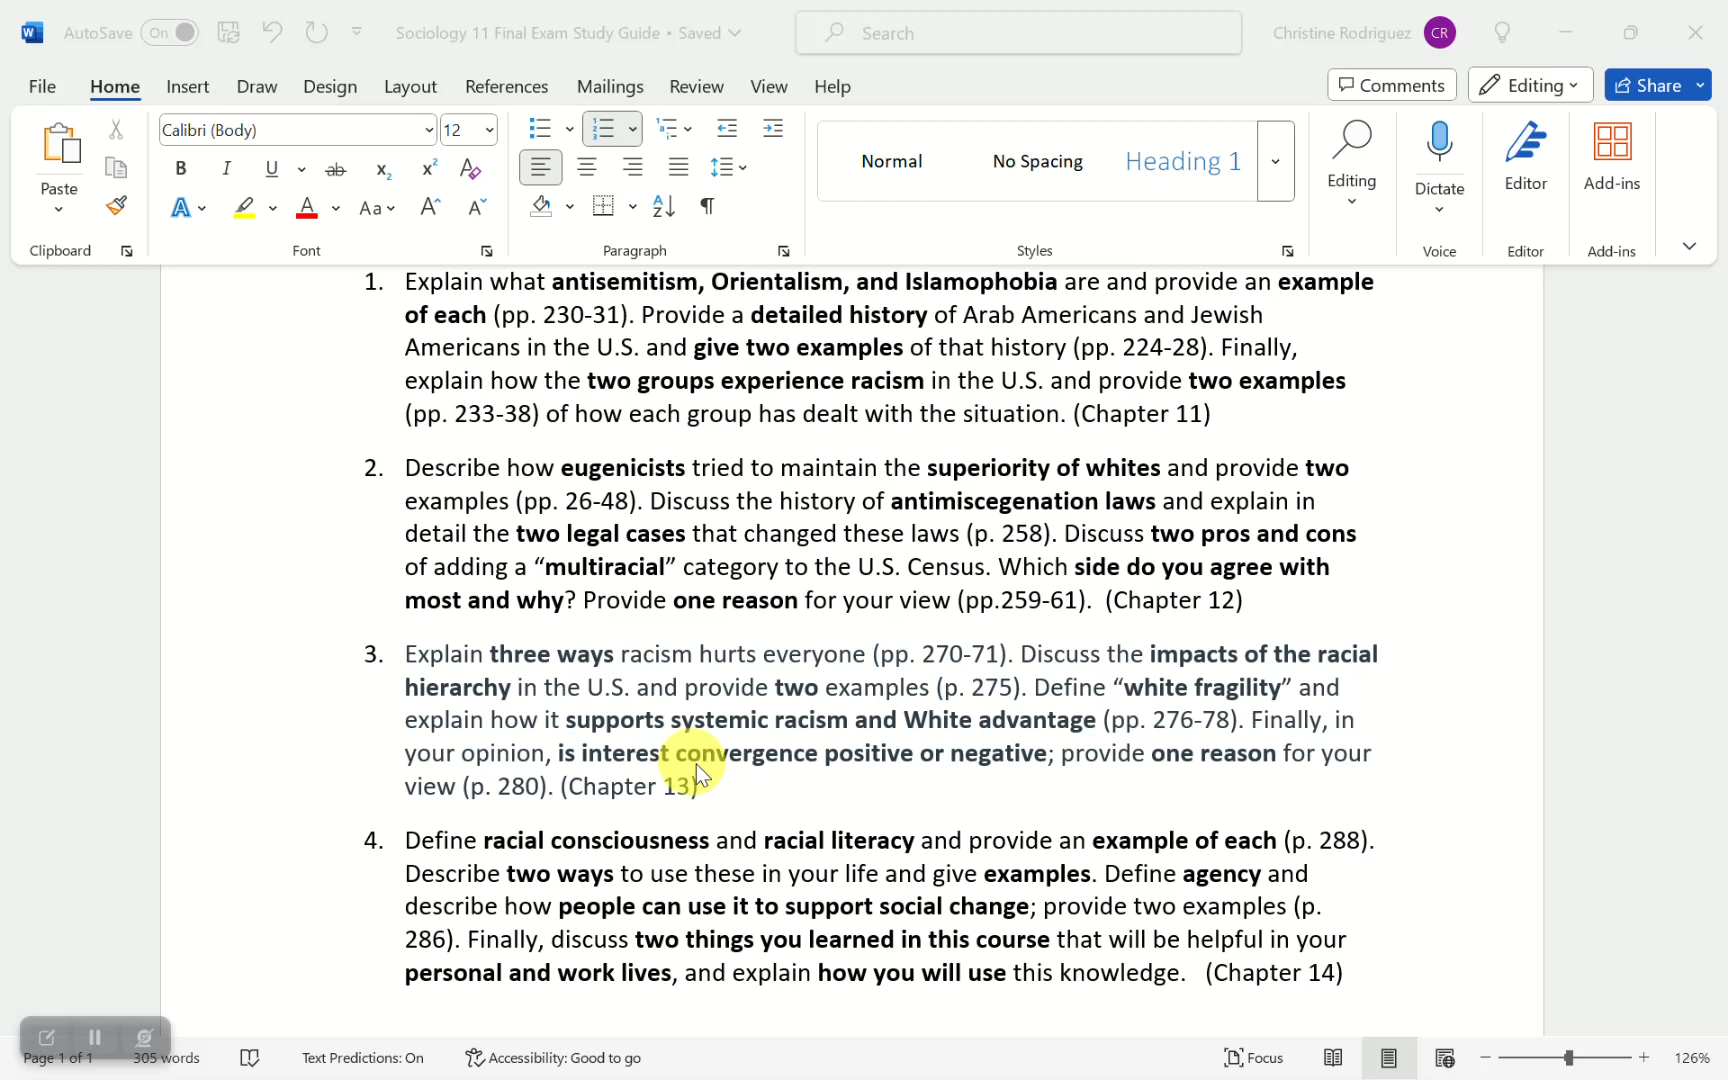 AutoSave On Sociology 11 Final Exam Study Guide • Saved Search Christine Rodriguez CR
File Home Insert Draw Design Layout References Mailings Review View Help Comments Editing Share
Calibri (Body) 12
Paste
Normal No Spacing Heading 1
Editing Dictate Editor Add-ins
Clipboard Font Paragraph Styles Voice Editor Add-ins
1. Explain what antisemitism, Orientalism, and Islamophobia are and provide an example
of each (pp. 230-31). Provide a detailed history of Arab Americans and Jewish
Americans in the U.S. and give two examples of that history (pp. 224-28). Finally,
explain how the two groups experience racism in the U.S. and provide two examples
(pp. 233-38) of how each group has dealt with the situation. (Chapter 11)
2. Describe how eugenicists tried to maintain the superiority of whites and provide two
examples (pp. 26-48). Discuss the history of antimiscegenation laws and explain in
detail the two legal cases that changed these laws (p. 258). Discuss two pros and cons
of adding a “multiracial” category to the U.S. Census. Which side do you agree with
most and why? Provide one reason for your view (pp.259-61). (Chapter 12)
3. Explain three ways racism hurts everyone (pp. 270-71). Discuss the impacts of the racial
hierarchy in the U.S. and provide two examples (p. 275). Define “white fragility” and
explain how it supports systemic racism and White advantage (pp. 276-78). Finally, in
your opinion, is interest convergence positive or negative; provide one reason for your
view (p. 280). (Chapter 13)
4. Define racial consciousness and racial literacy and provide an example of each (p. 288).
Describe two ways to use these in your life and give examples. Define agency and
describe how people can use it to support social change; provide two examples (p.
286). Finally, discuss two things you learned in this course that will be helpful in your
personal and work lives, and explain how you will use this knowledge. (Chapter 14)
Page 1 of 1 305 words Text Predictions: On Accessibility: Good to go Focus 126%